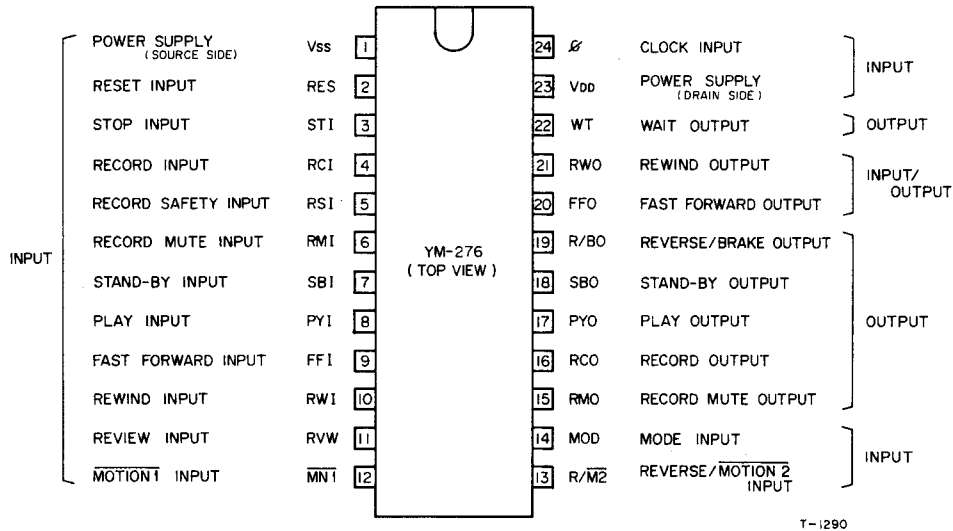 POWER SUPPLY (SOURCE SIDE) Vss 1
RESET INPUT RES 2
STOP INPUT STI 3
RECORD INPUT RCI 4
RECORD SAFETY INPUT RSI 5
RECORD MUTE INPUT RMI 6
STAND-BY INPUT SBI 7
PLAY INPUT PYI 8
FAST FORWARD INPUT FFI 9
REWIND INPUT RWI 10
REVIEW INPUT RVW 11
MOTION1 INPUT MN1 12
INPUT
YM-276
( TOP VIEW )
24 ø CLOCK INPUT
23 VDD POWER SUPPLY
( DRAIN SIDE )
INPUT
22 WT WAIT OUTPUT
OUTPUT
21 RWO REWIND OUTPUT
20 FFO FAST FORWARD OUTPUT
INPUT/
OUTPUT
19 R/BO REVERSE/BRAKE OUTPUT
18 SBO STAND-BY OUTPUT
17 PYO PLAY OUTPUT
16 RCO RECORD OUTPUT
15 RMO RECORD MUTE OUTPUT
OUTPUT
14 MOD MODE INPUT
13 R/M2 REVERSE/MOTION 2
INPUT
INPUT
T-1290